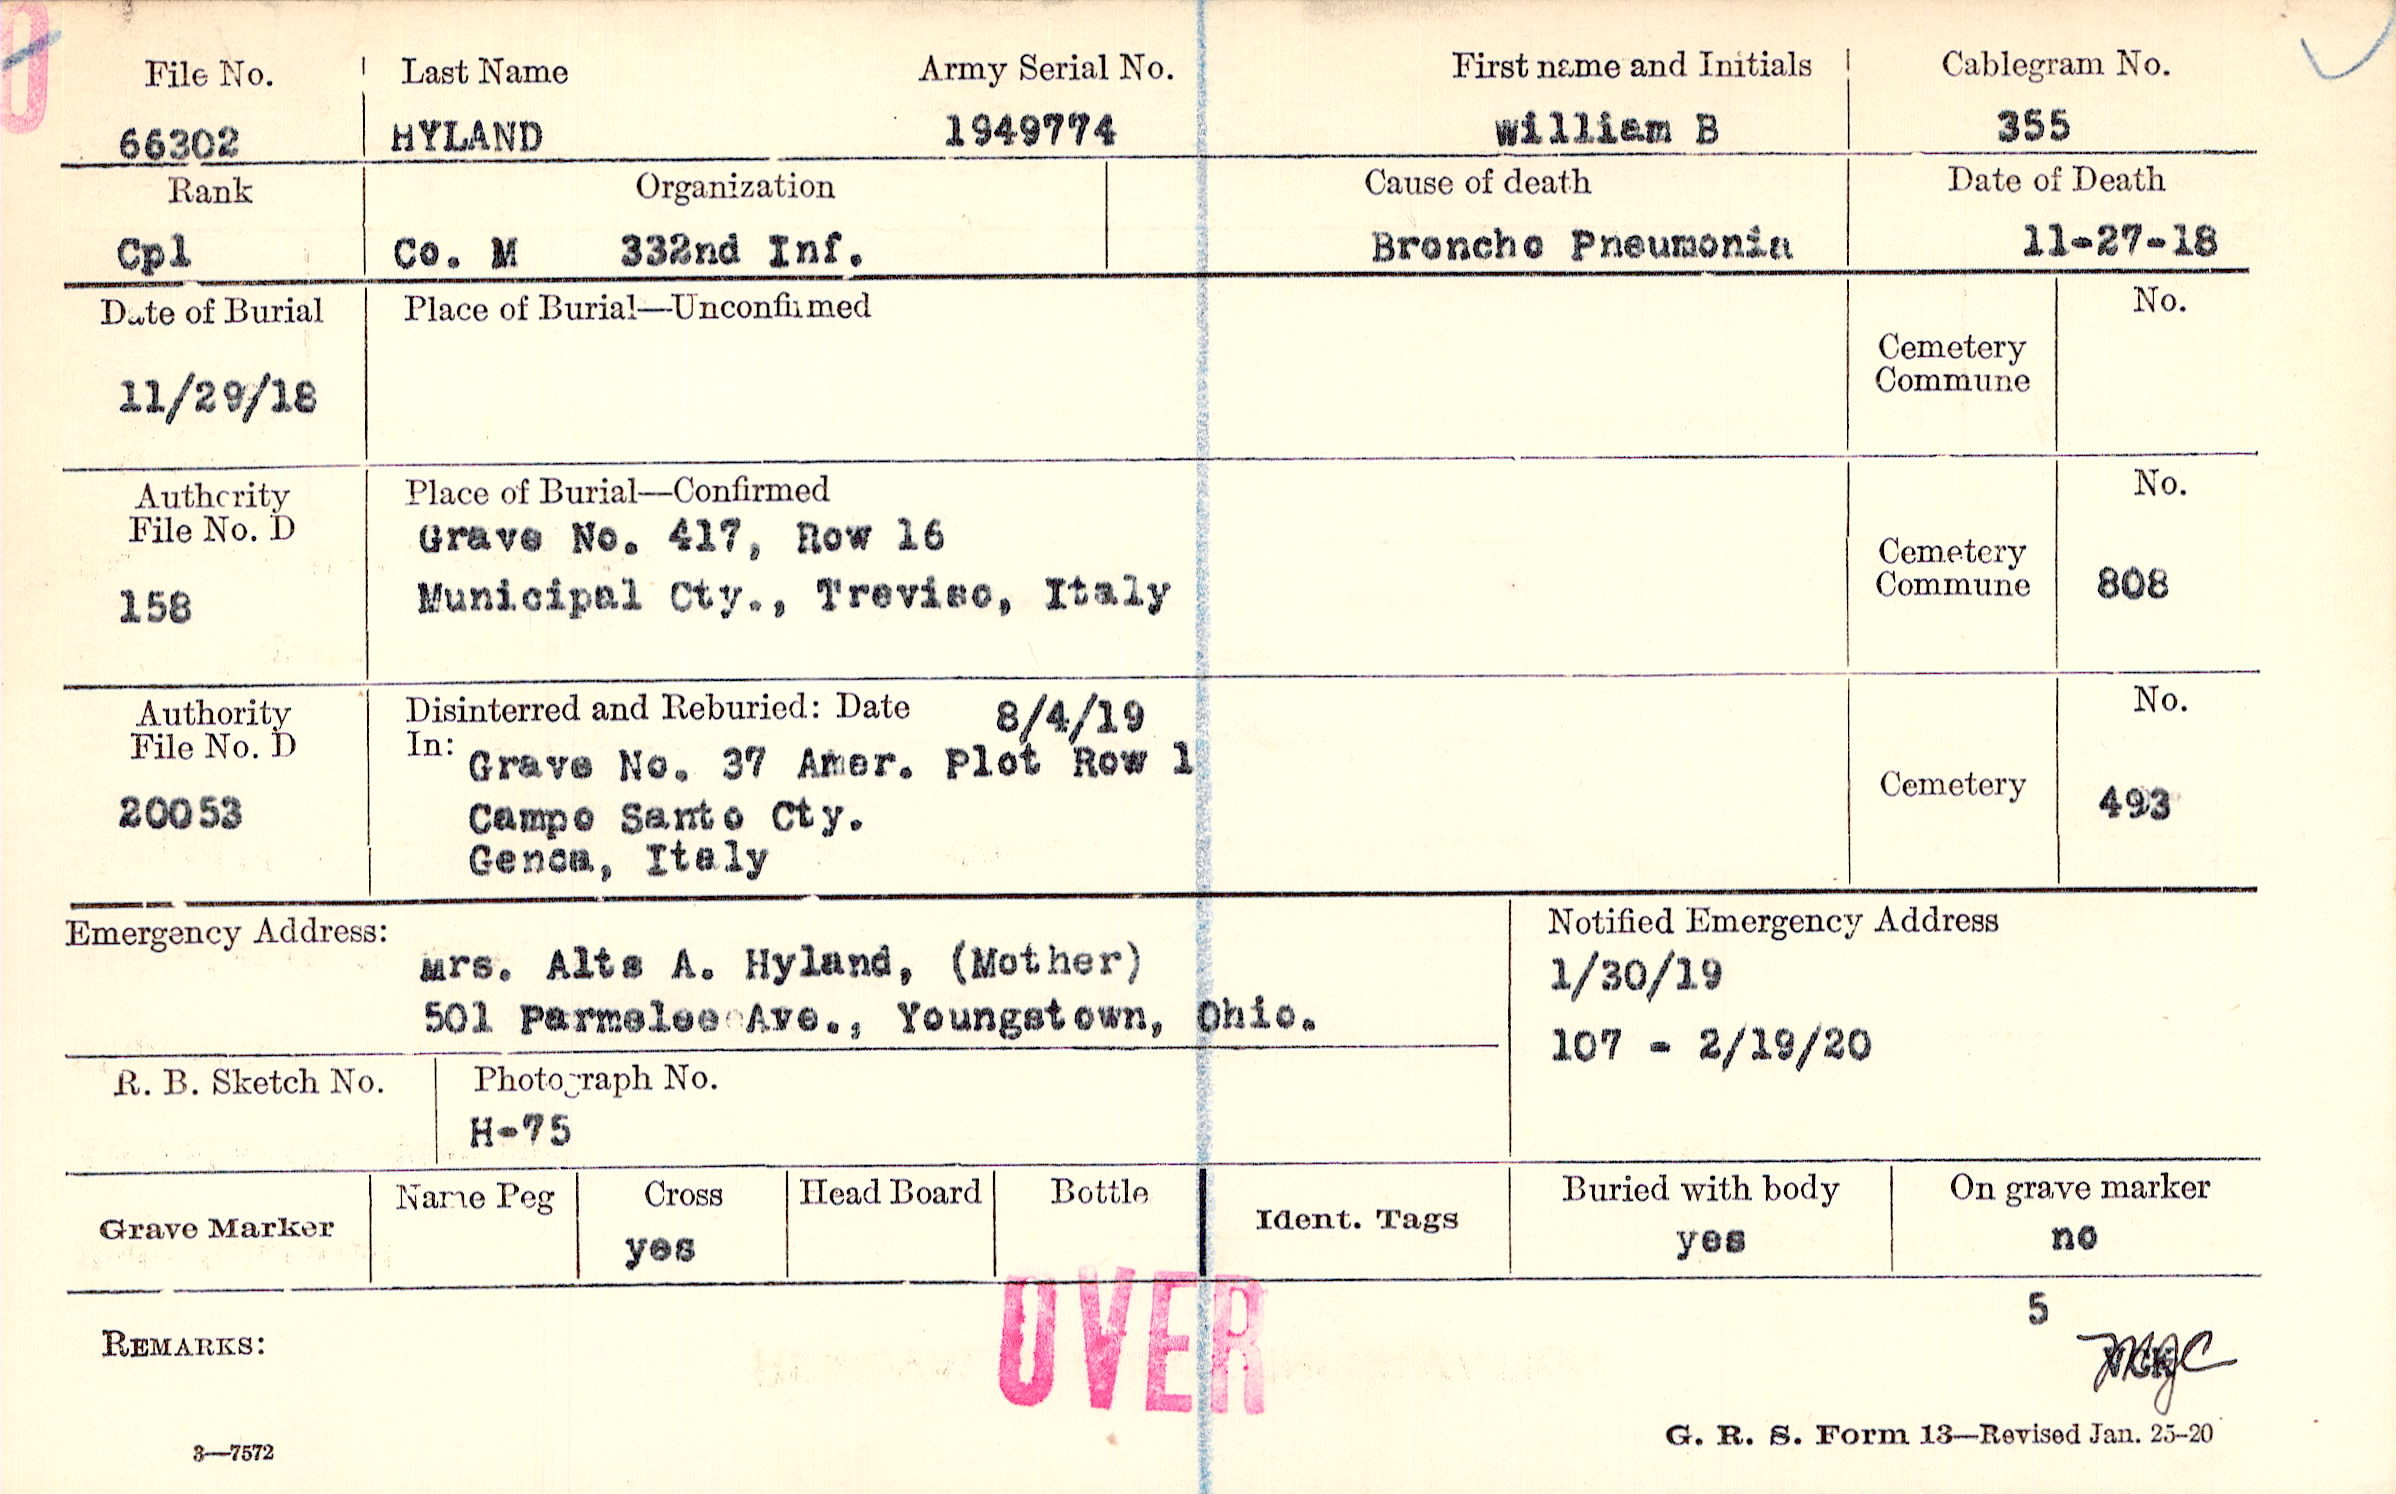 File No. Last Name Army Serial No. First name and Initials Cablegram No.
66302 HYLAND 1949774 William B 355
Rank Organization Cause of death Date of Death
Cpl Co. M 332nd Inf. Broncho Pneumonia 11-27-18
Date of Burial Place of Burial—Unconfirmed No.
Cemetery
Commune
11/29/18
Authority Place of Burial—Confirmed No.
File No. D Grave No. 417, Row 16
Cemetery
Commune 808
158 Municipal Cty., Treviso, Italy
Authority Disinterred and Reburied: Date 8/4/19 No.
File No. D In: Grave No. 37 Amer. Plot Row 1
Cemetery 493
20053 Campo Santo Cty.
Genoa, Italy
Emergency Address: Notified Emergency Address
Mrs. Alta A. Hyland, (Mother) 1/30/19
501 Parmelee Ave., Youngstown, Ohio. 107 - 2/19/20
R. B. Sketch No. Photograph No.
H-75
Grave Marker Name Peg Cross Head Board Bottle Ident. Tags Buried with body On grave marker
yes yes no
OVER
5
REMARKS:
3—7572 G. R. S. Form 13—Revised Jan. 25-20